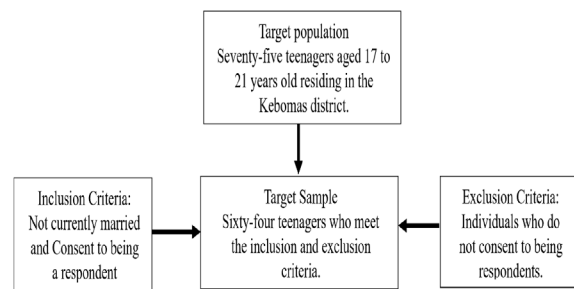 Target population
Seventy-five teenagers aged 17 to
21 years old residing in the
Kebomas district.
Inclusion Criteria:
Not currently married
and Consent to being
a respondent
Target Sample
Sixty-four teenagers who meet
the inclusion and exclusion
criteria.
Exclusion Criteria:
Individuals who do
not consent to being
respondents.